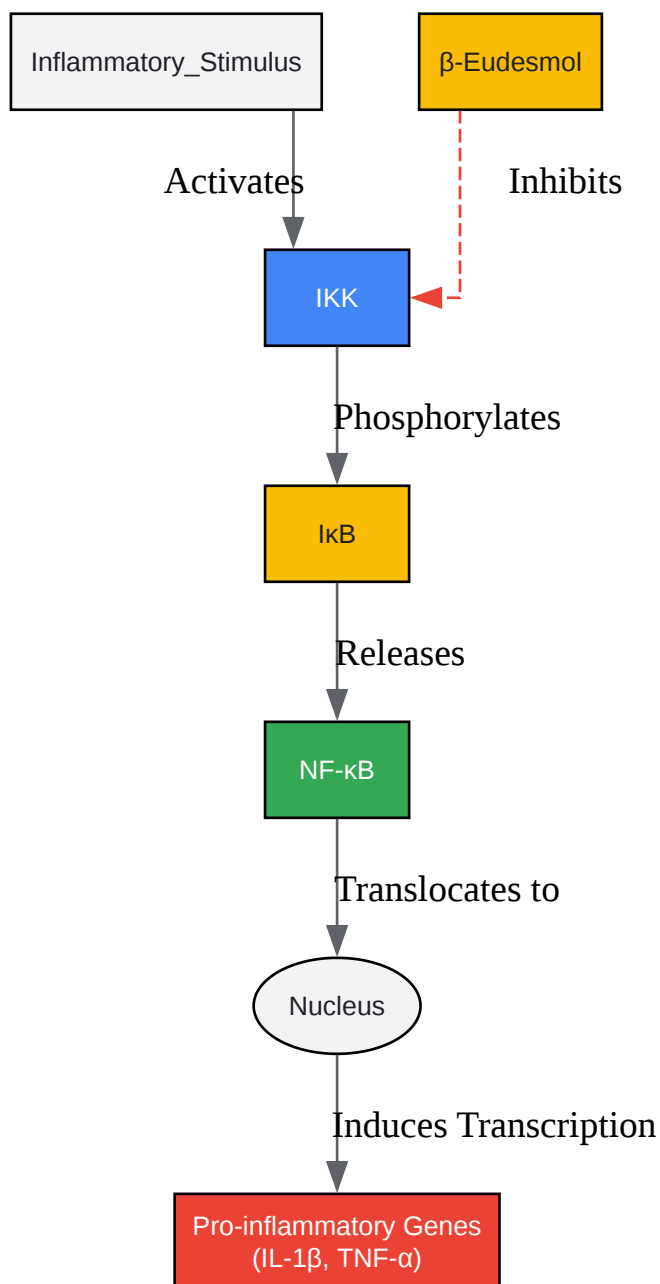 Inflammatory_Stimulus
β-Eudesmol
Activates
Inhibits
IKK
Phosphorylates
IκB
Releases
NF-κB
Translocates to
Nucleus
Induces Transcription
Pro-inflammatory Genes
(IL-1β, TNF-α)